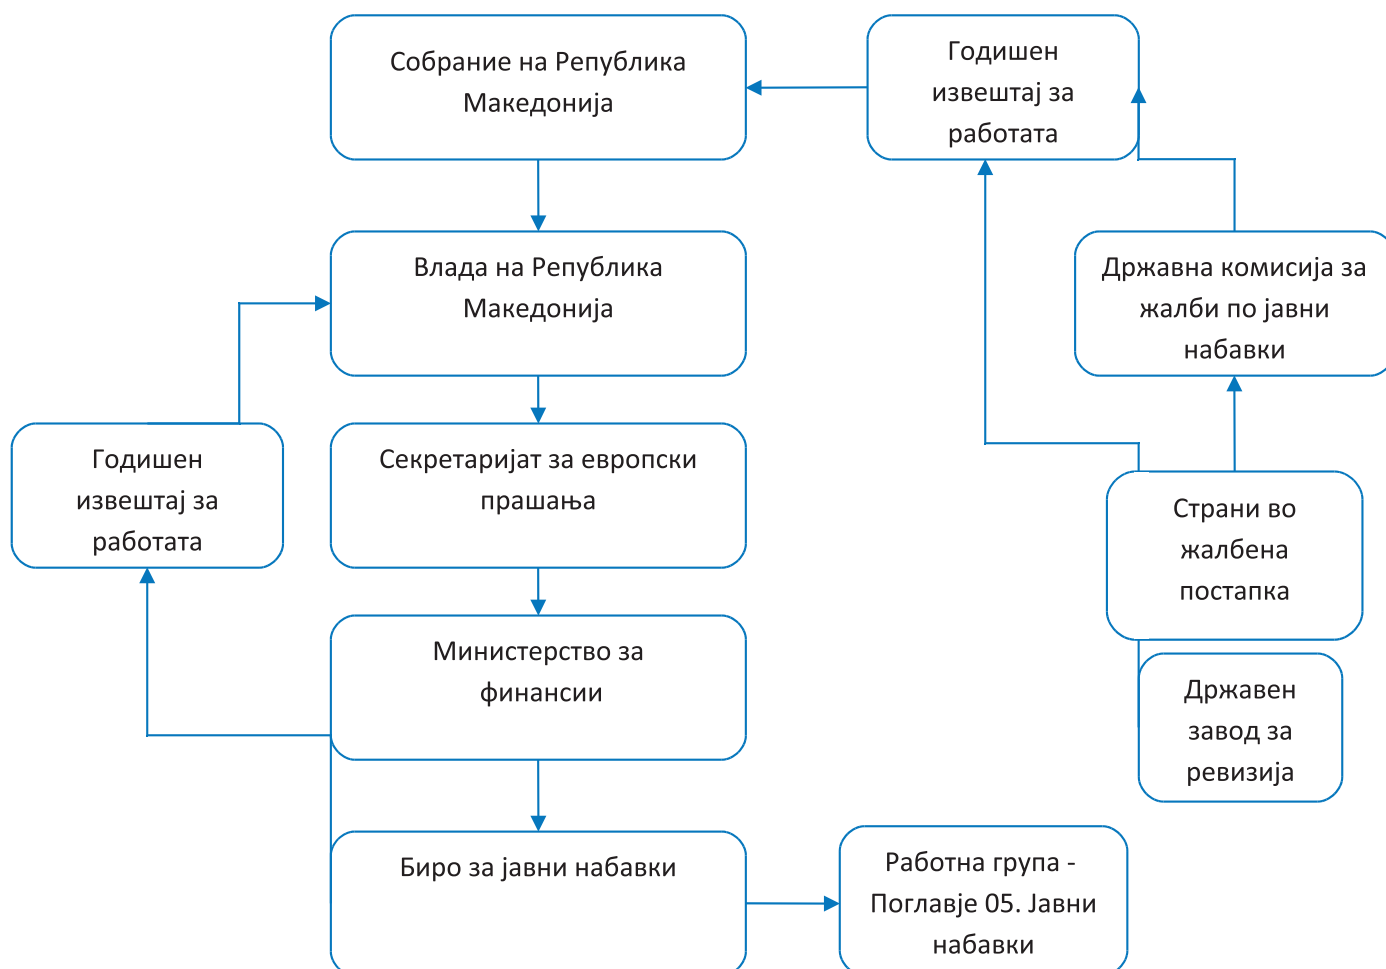 Собрание на Република
Македонија
Годишен
извештај за
работата
Влада на Република
Македонија
Државна комисија за
жалби по јавни
набавки
Годишен
извештај за
работата
Секретаријат за европски
прашања
Страни во
жалбена
постапка
Министерство за
финансии
Државен
завод за
ревизија
Биро за јавни набавки
Работна група -
Поглавје 05. Јавни
набавки